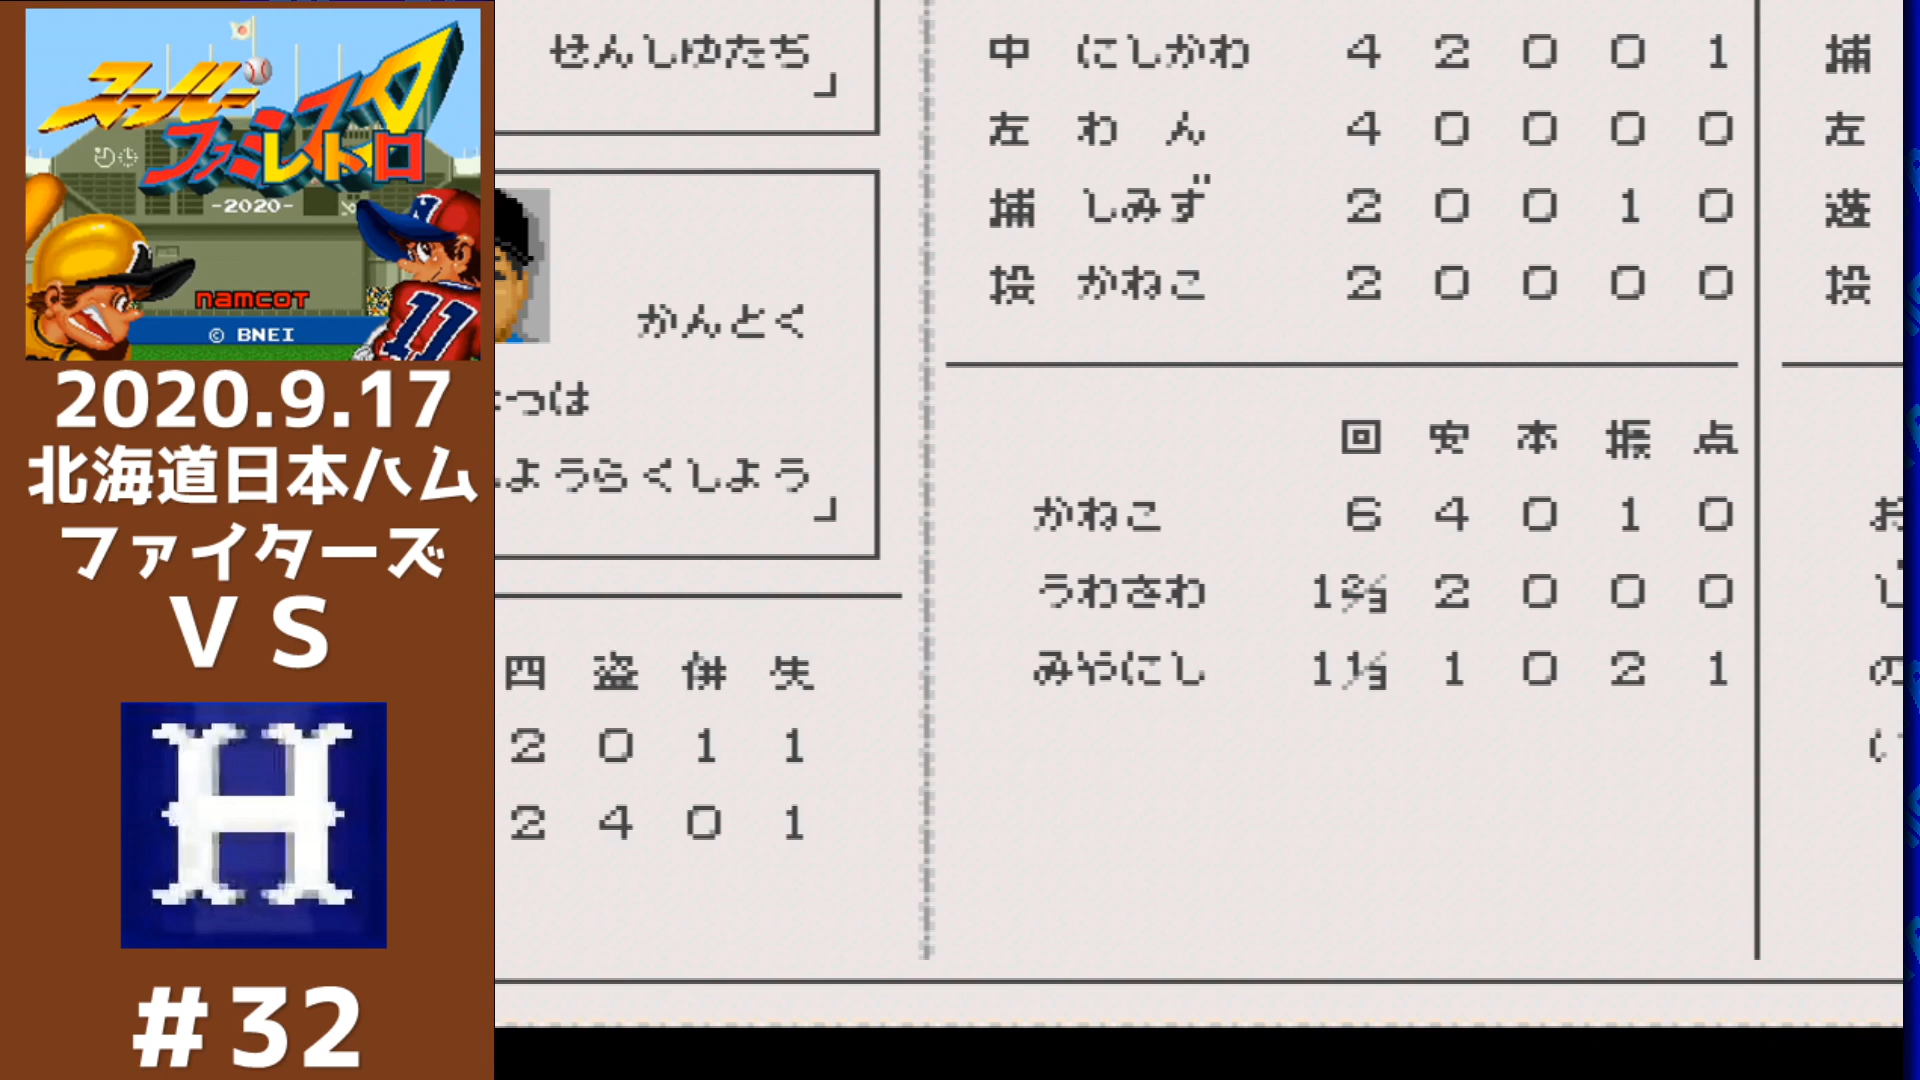 スーパー
ファミスタ
レトロ
-2020-
namcot
© BNEI
11
2020.9.17
北海道日本ハム
ファイターズ
VS
H
#32
せんしゆたち
」
かんとく
つは
ようらくしよう
」
四 盗 併 失
2 0 1 1
2 4 0 1
中 にしかわ 4 2 0 0 1
左 わ ん 4 0 0 0 0
捕 しみず 2 0 0 1 0
投 かねこ 2 0 0 0 0
回 安 本 振 点
かねこ 6 4 0 1 0
うわさわ 1⅔ 2 0 0 0
みやにし 1⅓ 1 0 2 1
捕
左
遊
投